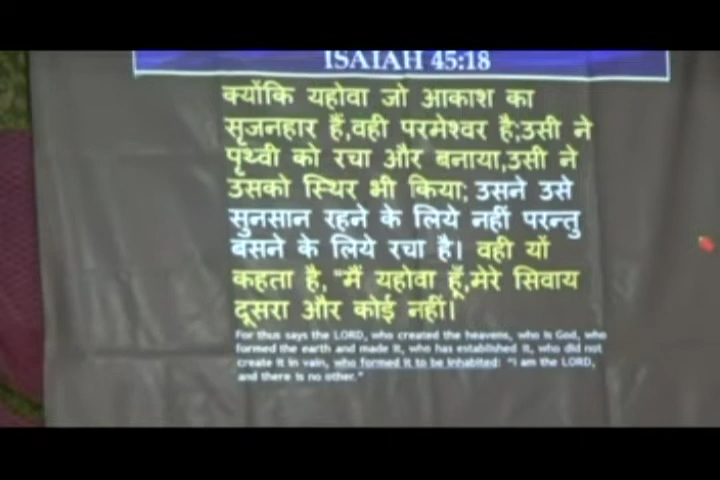 ISAIAH 45:18
क्योंकि यहोवा जो आकाश का
सृजनहार हैं,वही परमेश्वर है;उसी ने
पृथ्वी को रचा और बनाया,उसी ने
उसको स्थिर भी किया; उसने उसे
सुनसान रहने के लिये नहीं परन्तु
बसने के लिये रचा है। वही यों
कहता है, "मैं यहोवा हूँ,मेरे सिवाय
दूसरा और कोई नहीं।
For thus says the LORD, who created the heavens, who is God, who
formed the earth and made it, who has established it, who did not
create it in vain, who formed it to be inhabited: "I am the LORD,
and there is no other."